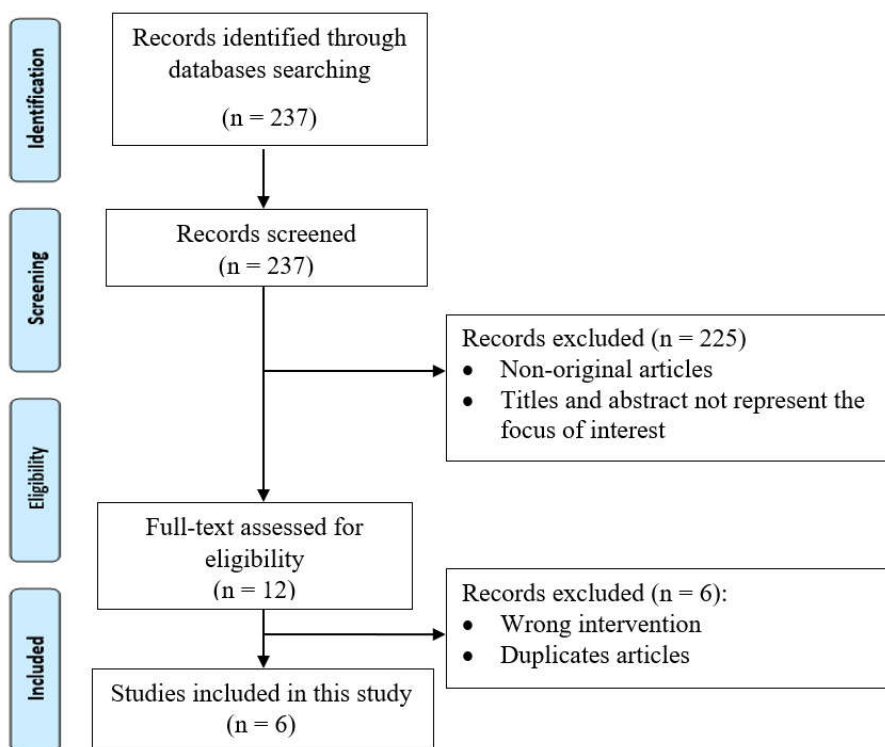 Identification
Records identified through
databases searching
(n = 237)
Screening
Records screened
(n = 237)
Records excluded (n = 225)
• Non-original articles
• Titles and abstract not represent the
focus of interest
Eligibility
Full-text assessed for
eligibility
(n = 12)
Records excluded (n = 6):
• Wrong intervention
• Duplicates articles
Included
Studies included in this study
(n = 6)